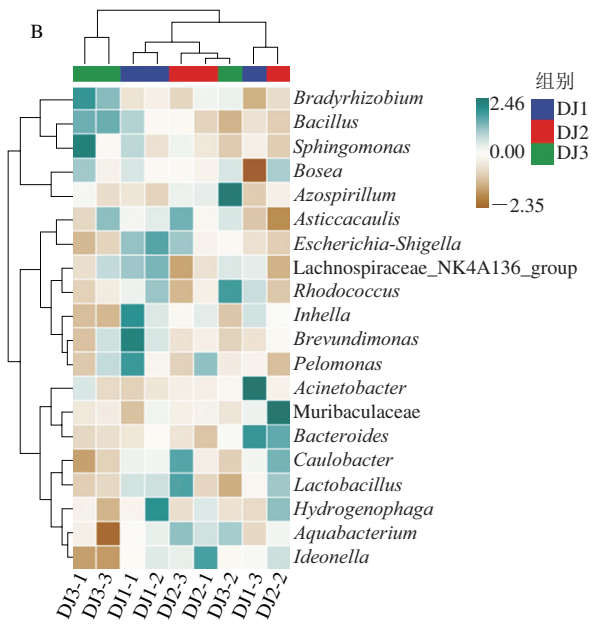 B
组别
2.46
0.00
−2.35
DJ1
DJ2
DJ3
Bradyrhizobium
Bacillus
Sphingomonas
Bosea
Azospirillum
Asticcacaulis
Escherichia-Shigella
Lachnospiraceae_NK4A136_group
Rhodococcus
Inhella
Brevundimonas
Pelomonas
Acinetobacter
Muribaculaceae
Bacteroides
Caulobacter
Lactobacillus
Hydrogenophaga
Aquabacterium
Ideonella
DJ3-1
DJ3-3
DJ1-1
DJ1-2
DJ2-3
DJ2-1
DJ3-2
DJ1-3
DJ2-2